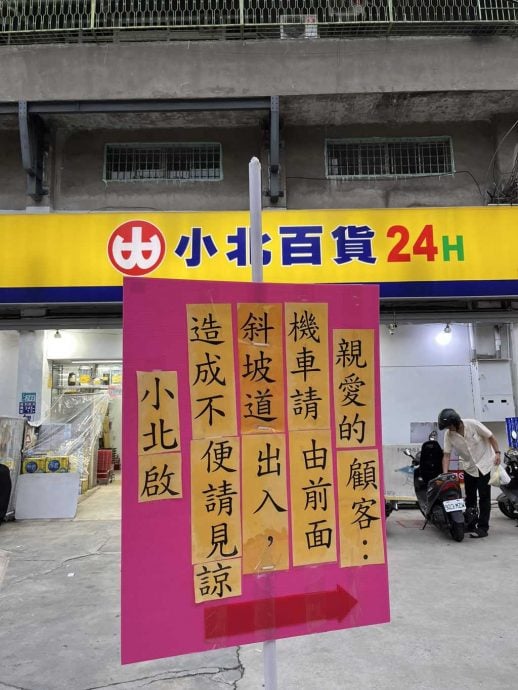 小北百貨 24H
親愛的顧客：
機車請由前面
斜坡道出入，
造成不便請見諒
小北啟